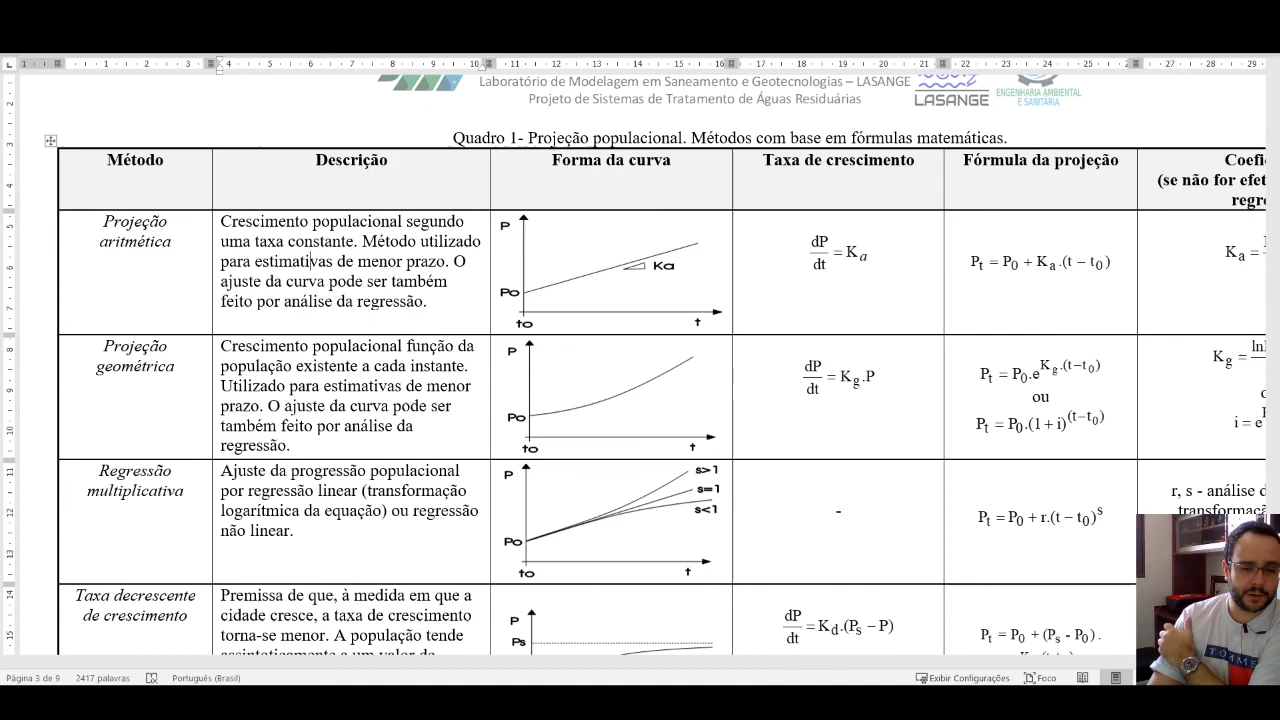 Laboratório de Modelagem em Saneamento e Geotecnologias – LASANGE
Projeto de Sistemas de Tratamento de Águas Residuárias
LASANGE
ENGENHARIA AMBIENTAL
E SANITÁRIA
Quadro 1- Projeção populacional. Métodos com base em fórmulas matemáticas.
Método Descrição Forma da curva Taxa de crescimento Fórmula da projeção
(se não for
Projeção
aritmética
Crescimento populacional segundo
uma taxa constante. Método utilizado
para estimativas de menor prazo. O
ajuste da curva pode ser também
feito por análise da regressão.
P
Ka
Po
to t
dP/dt = Ka
Pt = P0 + Ka.(t − t0)
Ka =
Projeção
geométrica
Crescimento populacional função da
população existente a cada instante.
Utilizado para estimativas de menor
prazo. O ajuste da curva pode ser
também feito por análise da
regressão.
P
Po
to t
dP/dt = Kg.P
Pt = P0.e^Kg.(t−t0)
ou
Pt = P0.(1 + i)^(t−t0)
Kg =
i = e
Regressão
multiplicativa
Ajuste da progressão populacional
por regressão linear (transformação
logarítmica da equação) ou regressão
não linear.
P
s>1
s=1
s<1
Po
to t
-
Pt = P0 + r.(t − t0)^s
r, s - análise
Taxa decrescente
de crescimento
Premissa de que, à medida em que a
cidade cresce, a taxa de crescimento
torna-se menor. A população tende
assintoticamente a um valor de
P
Ps
dP/dt = Kd.(Ps − P)
Pt = P0 + (Ps - P0) .
TOMM
Página 3 de 9 2417 palavras Português (Brasil) Exibir Configurações Foco